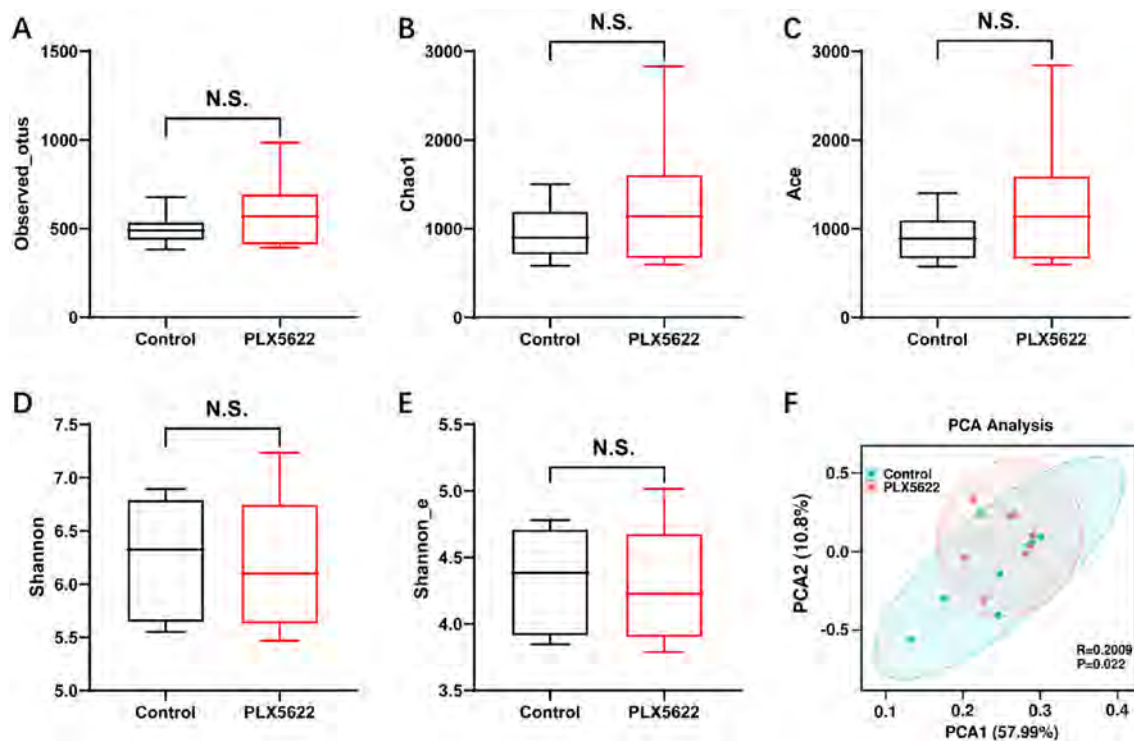 A
N.S.
Observed_otus
1500
1000
500
0
Control
PLX5622
B
N.S.
Chao1
3000
2000
1000
0
Control
PLX5622
C
N.S.
Ace
3000
2000
1000
0
Control
PLX5622
D
N.S.
Shannon
7.5
7.0
6.5
6.0
5.5
5.0
Control
PLX5622
E
N.S.
Shannon_e
5.5
5.0
4.5
4.0
3.5
Control
PLX5622
F
PCA Analysis
Control
PLX5622
PCA2 (10.8%)
0.5
0.0
-0.5
R=0.2009
P=0.022
0.1
0.2
0.3
0.4
PCA1 (57.99%)